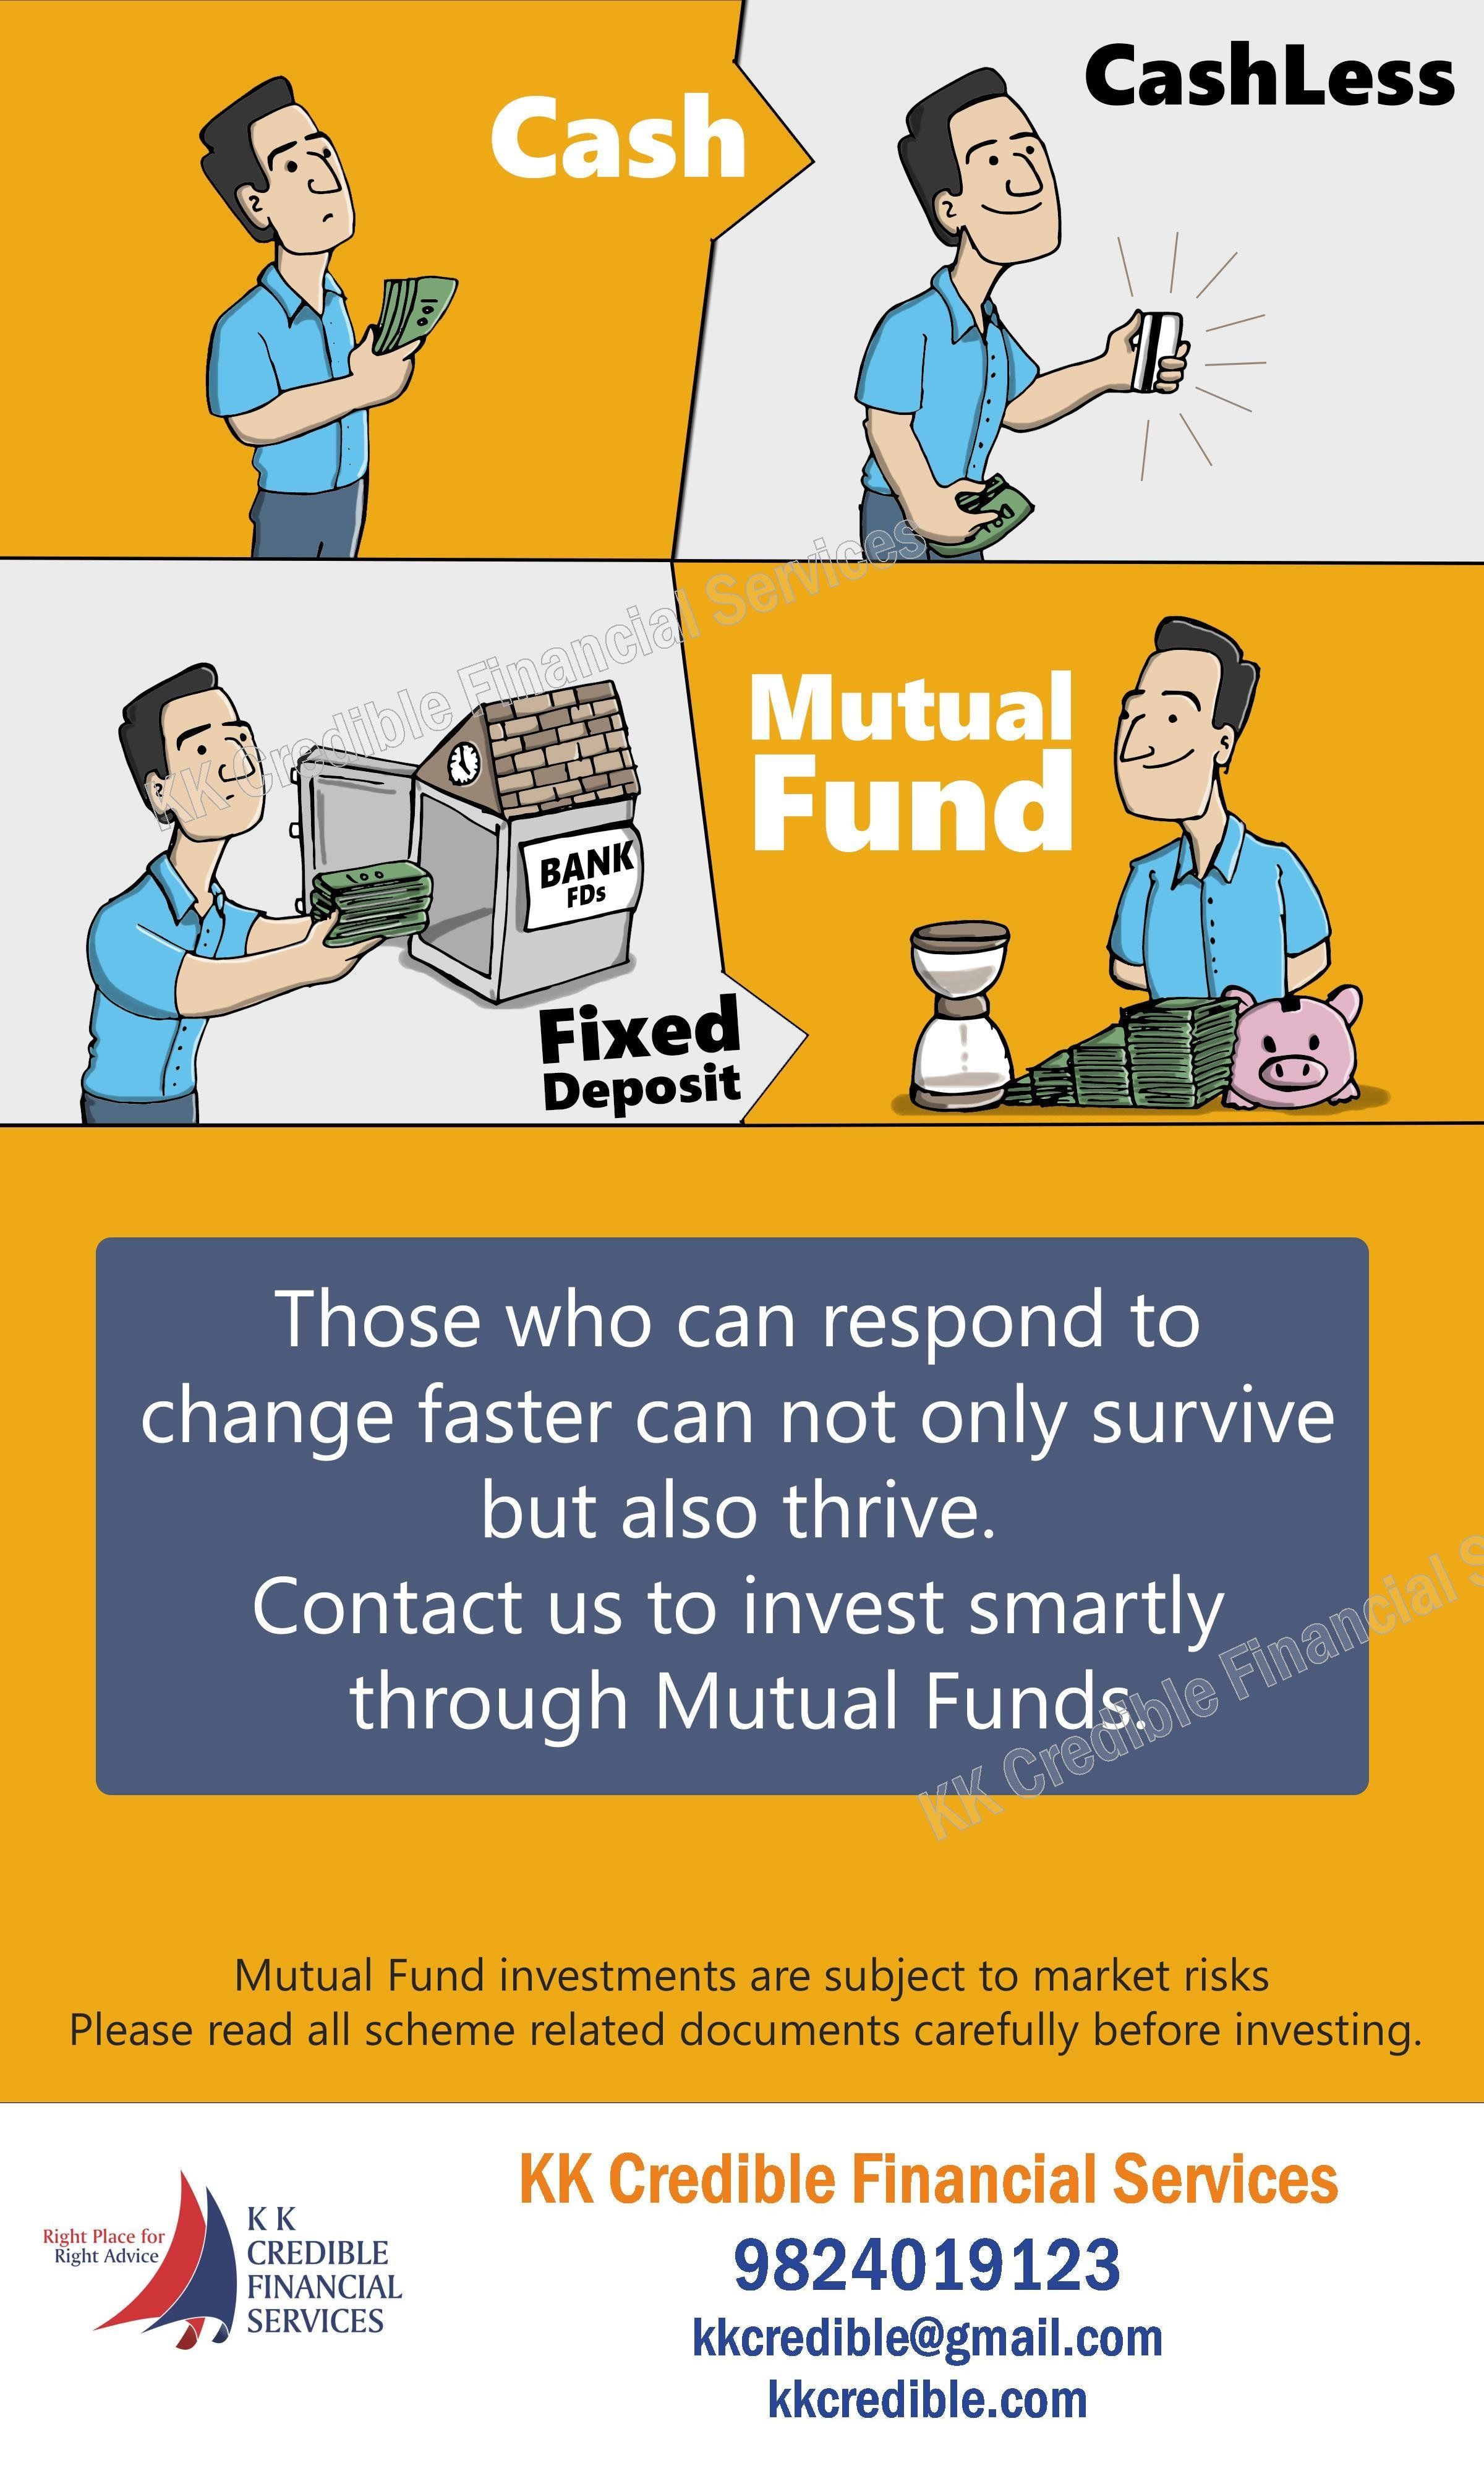 Cash
CashLess
KK Credible Financial Services
BANK
FDs
Fixed
Deposit
Mutual
Fund
Those who can respond to
change faster can not only survive
but also thrive.
Contact us to invest smartly
through Mutual Funds.
KK Credible Financial S
Mutual Fund investments are subject to market risks
Please read all scheme related documents carefully before investing.
Right Place for
Right Advice
K K
CREDIBLE
FINANCIAL
SERVICES
KK Credible Financial Services
9824019123
kkcredible@gmail.com
kkcredible.com